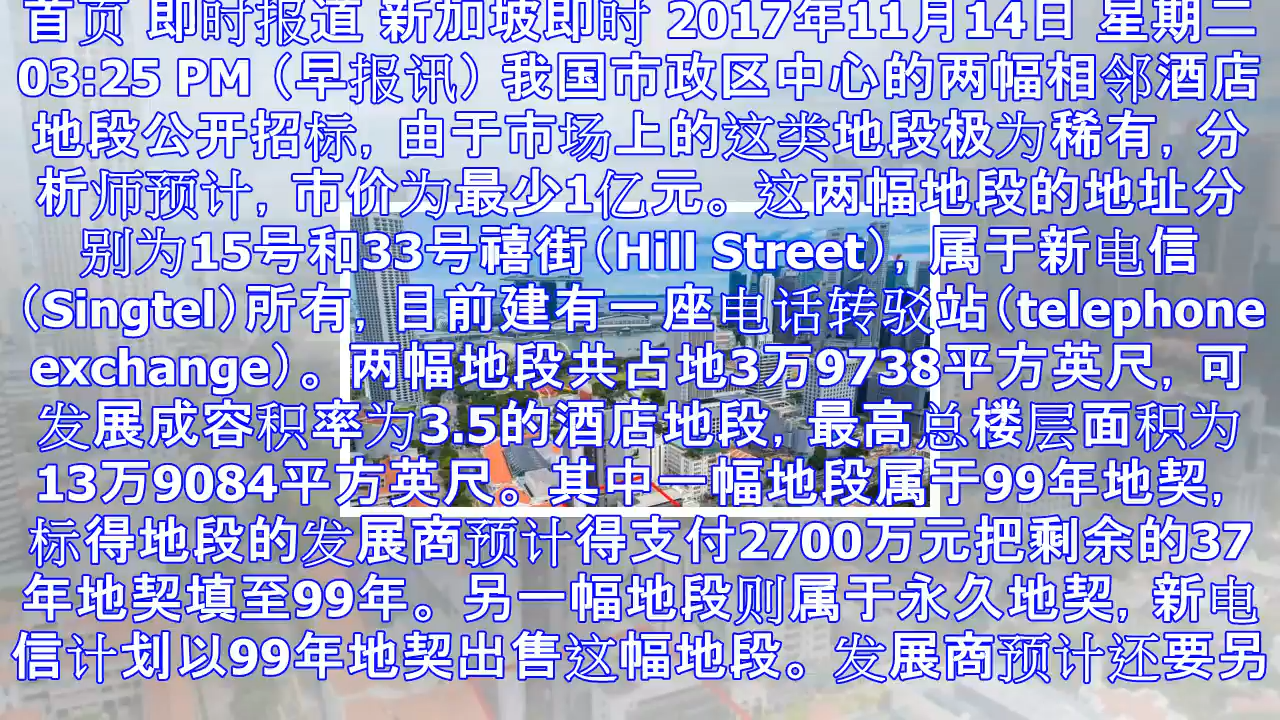 首页 即时报道 新加坡即时 2017年11月14日 星期二
03:25 PM（早报讯）我国市政区中心的两幅相邻酒店
地段公开招标，由于市场上的这类地段极为稀有，分
析师预计，市价为最少1亿元。这两幅地段的地址分
别为15号和33号禧街（Hill Street），属于新电信
（Singtel）所有，目前建有一座电话转驳站（telephone
exchange）。两幅地段共占地3万9738平方英尺，可
发展成容积率为3.5的酒店地段，最高总楼层面积为
13万9084平方英尺。其中一幅地段属于99年地契，
标得地段的发展商预计得支付2700万元把剩余的37
年地契填至99年。另一幅地段则属于永久地契，新电
信计划以99年地契出售这幅地段。发展商预计还要另